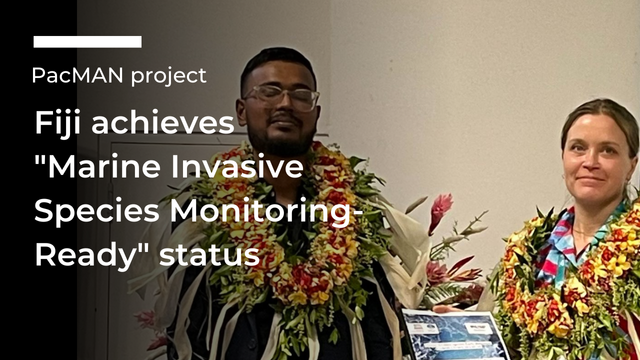 PacMAN project
Fiji achieves
"Marine Invasive
Species Monitoring-
Ready" status